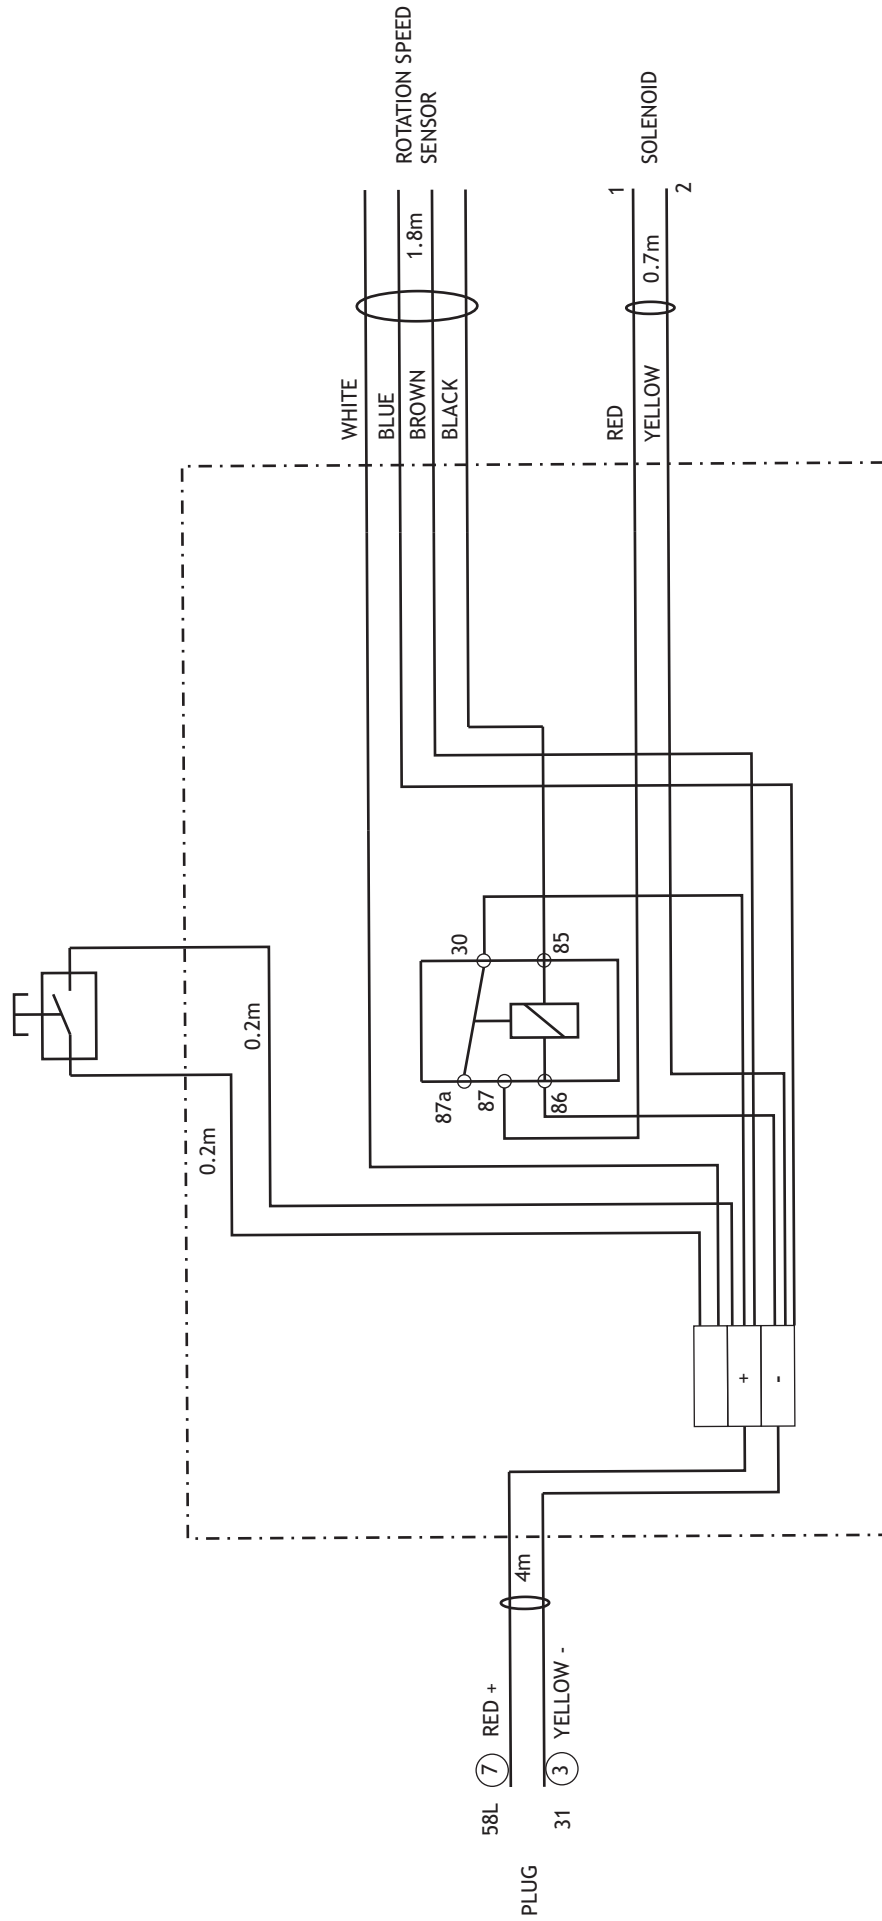 ROTATION SPEED
SENSOR
1.8m
WHITE
BLUE
BROWN
BLACK
SOLENOID
1
2
0.7m
RED
YELLOW
0.2m
0.2m
30
85
87a
87
86
+
-
4m
RED +
YELLOW -
7
3
58L
31
PLUG